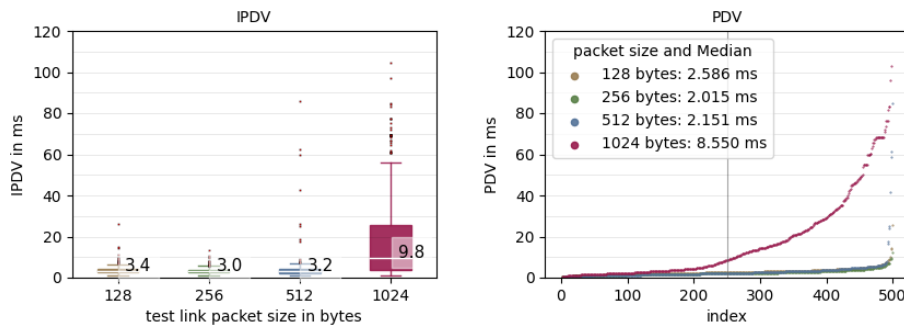 IPDV
120
100
80
60
40
20
0
IPDV in ms
3.4
3.0
3.2
9.8
128
256
512
1024
test link packet size in bytes
PDV
120
100
80
60
40
20
0
PDV in ms
packet size and Median
128 bytes: 2.586 ms
256 bytes: 2.015 ms
512 bytes: 2.151 ms
1024 bytes: 8.550 ms
0
100
200
300
400
500
index